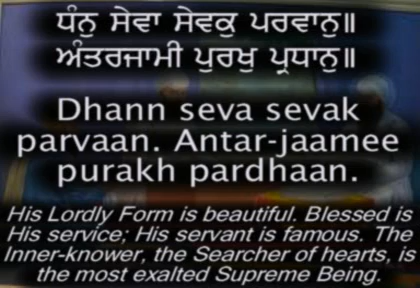 ਧੰਨੁ ਸੇਵਾ ਸੇਵਕੁ ਪਰਵਾਨੁ॥
ਅੰਤਰਜਾਮੀ ਪੁਰਖੁ ਪ੍ਰਧਾਨੁ॥
Dhann seva sevak
parvaan. Antar-jaamee
purakh pardhaan.
His Lordly Form is beautiful. Blessed is
His service; His servant is famous. The
Inner-knower, the Searcher of hearts, is
the most exalted Supreme Being.